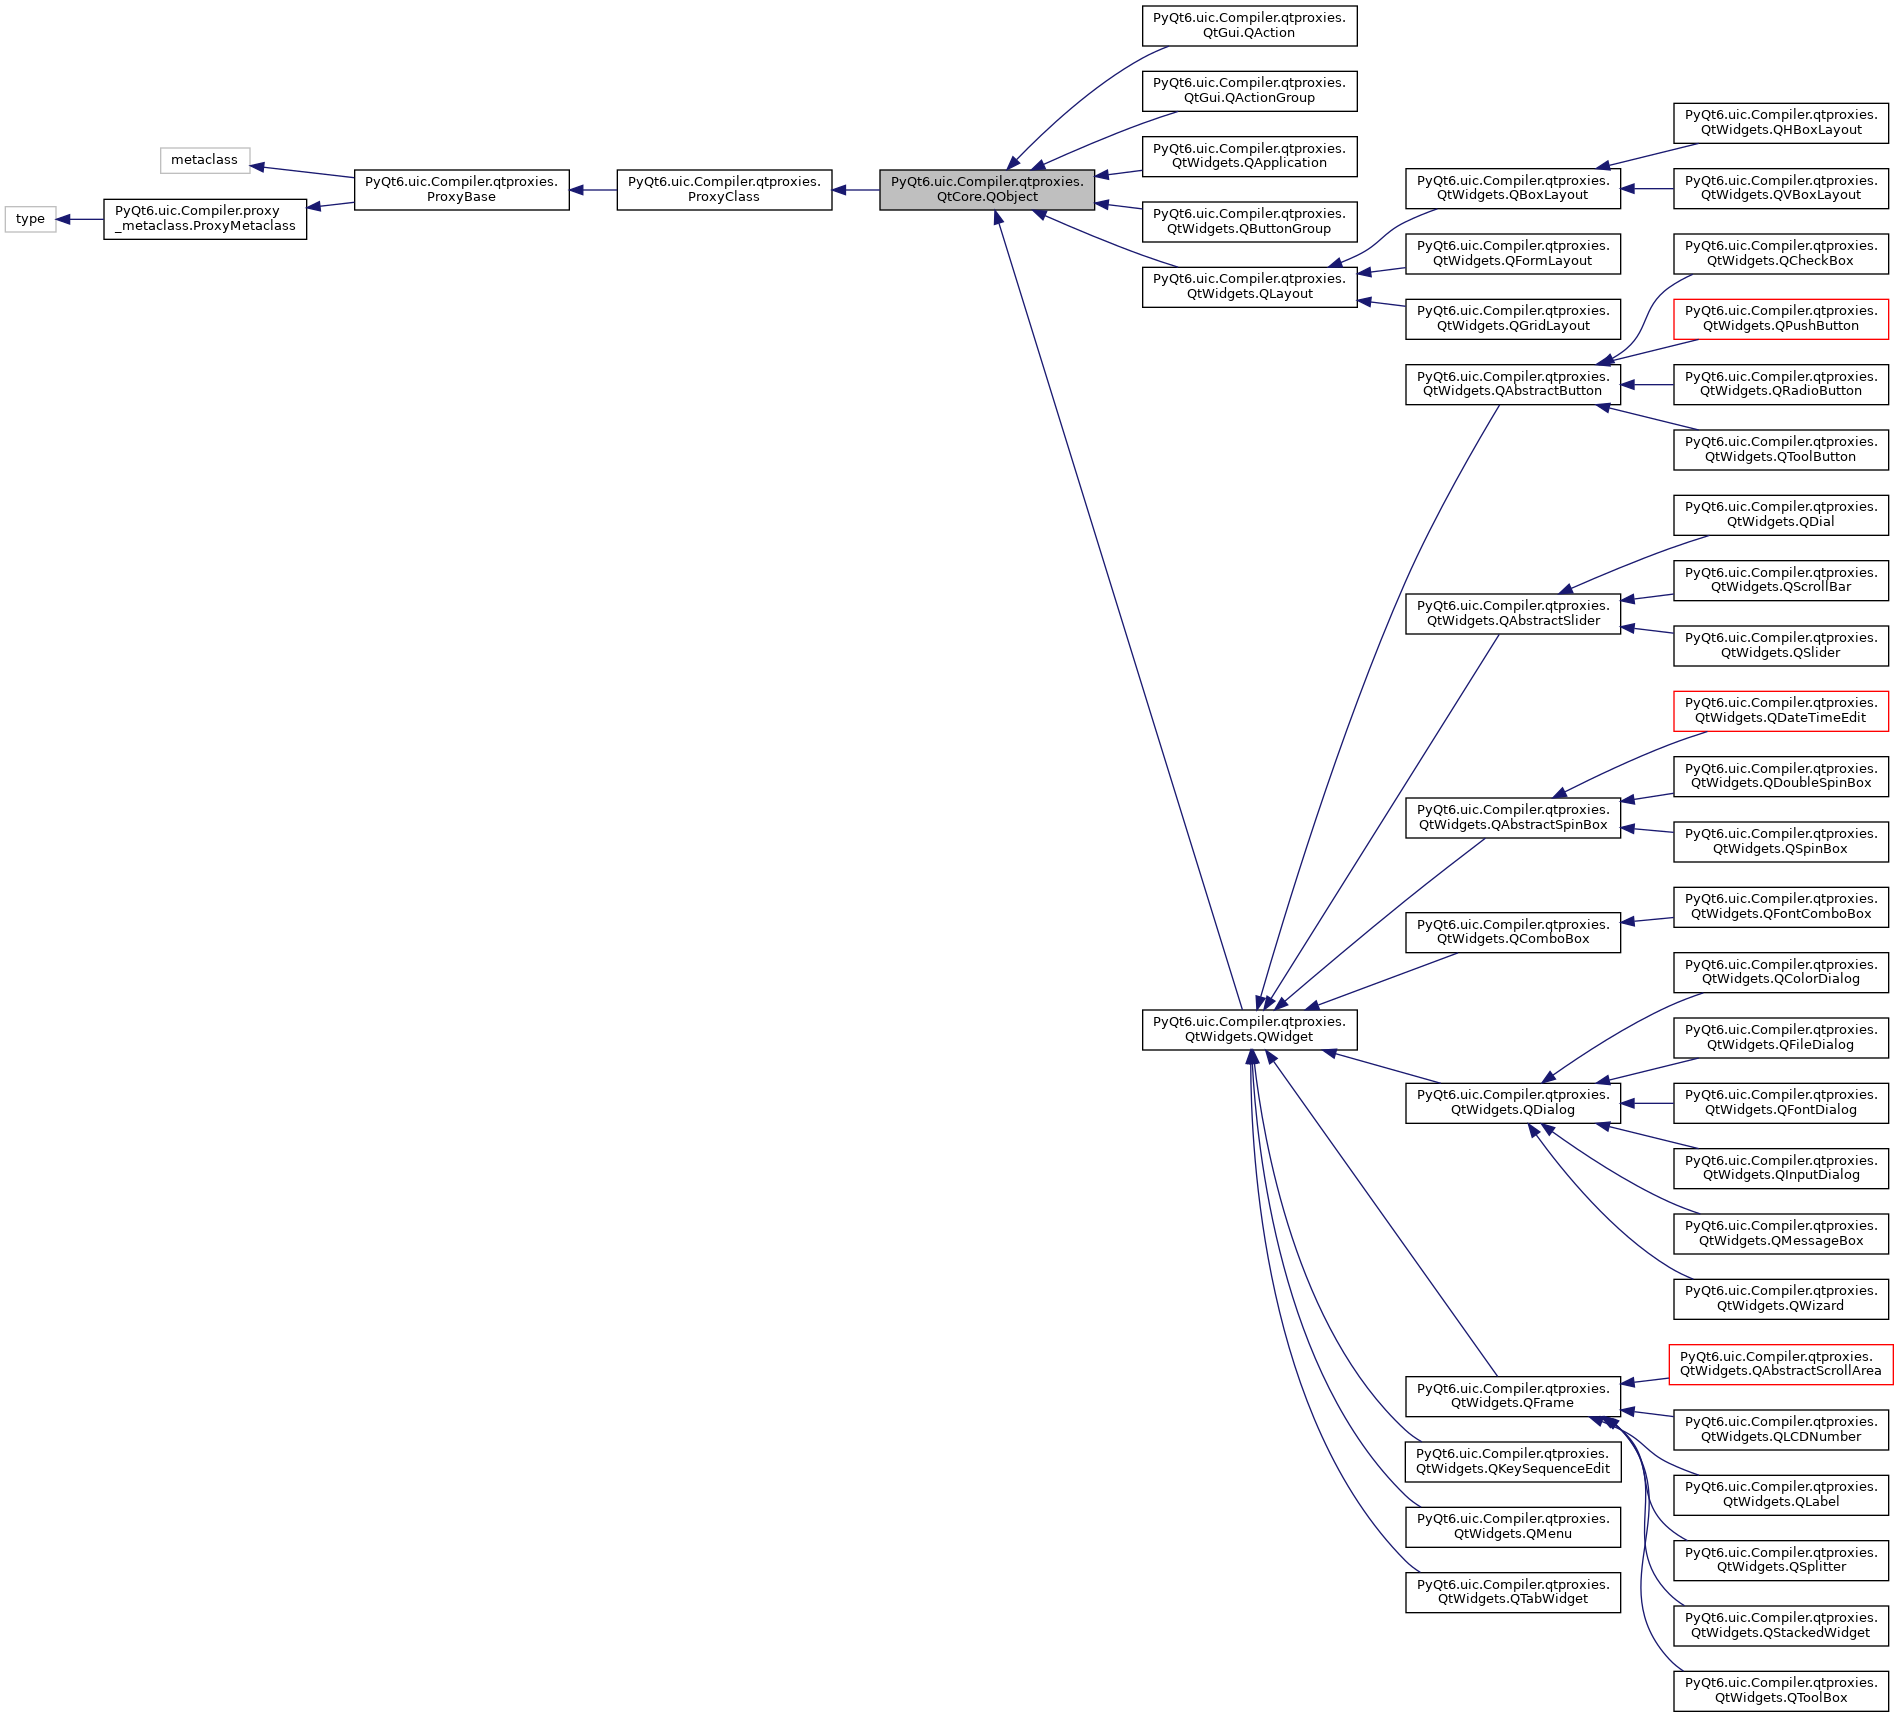 type
metaclass
PyQt6.uic.Compiler.proxy
_metaclass.ProxyMetaclass
PyQt6.uic.Compiler.qtproxies.
ProxyBase
PyQt6.uic.Compiler.qtproxies.
ProxyClass
PyQt6.uic.Compiler.qtproxies.
QtCore.QObject
PyQt6.uic.Compiler.qtproxies.
QtGui.QAction
PyQt6.uic.Compiler.qtproxies.
QtGui.QActionGroup
PyQt6.uic.Compiler.qtproxies.
QtWidgets.QApplication
PyQt6.uic.Compiler.qtproxies.
QtWidgets.QButtonGroup
PyQt6.uic.Compiler.qtproxies.
QtWidgets.QLayout
PyQt6.uic.Compiler.qtproxies.
QtWidgets.QWidget
PyQt6.uic.Compiler.qtproxies.
QtWidgets.QBoxLayout
PyQt6.uic.Compiler.qtproxies.
QtWidgets.QFormLayout
PyQt6.uic.Compiler.qtproxies.
QtWidgets.QGridLayout
PyQt6.uic.Compiler.qtproxies.
QtWidgets.QAbstractButton
PyQt6.uic.Compiler.qtproxies.
QtWidgets.QAbstractSlider
PyQt6.uic.Compiler.qtproxies.
QtWidgets.QAbstractSpinBox
PyQt6.uic.Compiler.qtproxies.
QtWidgets.QComboBox
PyQt6.uic.Compiler.qtproxies.
QtWidgets.QDialog
PyQt6.uic.Compiler.qtproxies.
QtWidgets.QFrame
PyQt6.uic.Compiler.qtproxies.
QtWidgets.QKeySequenceEdit
PyQt6.uic.Compiler.qtproxies.
QtWidgets.QMenu
PyQt6.uic.Compiler.qtproxies.
QtWidgets.QTabWidget
PyQt6.uic.Compiler.qtproxies.
QtWidgets.QHBoxLayout
PyQt6.uic.Compiler.qtproxies.
QtWidgets.QVBoxLayout
PyQt6.uic.Compiler.qtproxies.
QtWidgets.QCheckBox
PyQt6.uic.Compiler.qtproxies.
QtWidgets.QPushButton
PyQt6.uic.Compiler.qtproxies.
QtWidgets.QRadioButton
PyQt6.uic.Compiler.qtproxies.
QtWidgets.QToolButton
PyQt6.uic.Compiler.qtproxies.
QtWidgets.QDial
PyQt6.uic.Compiler.qtproxies.
QtWidgets.QScrollBar
PyQt6.uic.Compiler.qtproxies.
QtWidgets.QSlider
PyQt6.uic.Compiler.qtproxies.
QtWidgets.QDateTimeEdit
PyQt6.uic.Compiler.qtproxies.
QtWidgets.QDoubleSpinBox
PyQt6.uic.Compiler.qtproxies.
QtWidgets.QSpinBox
PyQt6.uic.Compiler.qtproxies.
QtWidgets.QFontComboBox
PyQt6.uic.Compiler.qtproxies.
QtWidgets.QColorDialog
PyQt6.uic.Compiler.qtproxies.
QtWidgets.QFileDialog
PyQt6.uic.Compiler.qtproxies.
QtWidgets.QFontDialog
PyQt6.uic.Compiler.qtproxies.
QtWidgets.QInputDialog
PyQt6.uic.Compiler.qtproxies.
QtWidgets.QMessageBox
PyQt6.uic.Compiler.qtproxies.
QtWidgets.QWizard
PyQt6.uic.Compiler.qtproxies.
QtWidgets.QAbstractScrollArea
PyQt6.uic.Compiler.qtproxies.
QtWidgets.QLCDNumber
PyQt6.uic.Compiler.qtproxies.
QtWidgets.QLabel
PyQt6.uic.Compiler.qtproxies.
QtWidgets.QSplitter
PyQt6.uic.Compiler.qtproxies.
QtWidgets.QStackedWidget
PyQt6.uic.Compiler.qtproxies.
QtWidgets.QToolBox